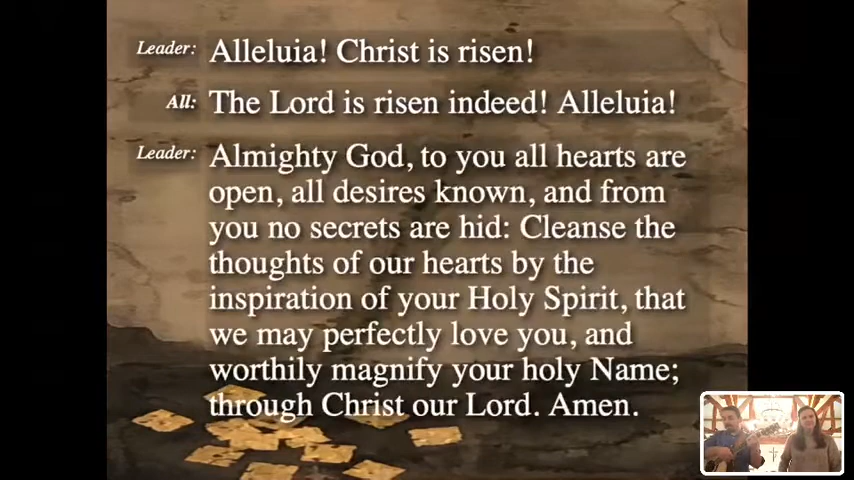 Leader: Alleluia! Christ is risen!
All: The Lord is risen indeed! Alleluia!
Leader: Almighty God, to you all hearts are
open, all desires known, and from
you no secrets are hid: Cleanse the
thoughts of our hearts by the
inspiration of your Holy Spirit, that
we may perfectly love you, and
worthily magnify your holy Name;
through Christ our Lord. Amen.